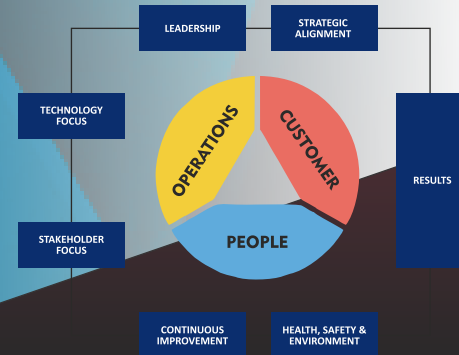 LEADERSHIP
STRATEGIC
ALIGNMENT
TECHNOLOGY
FOCUS
OPERATIONS
CUSTOMER
RESULTS
STAKEHOLDER
FOCUS
PEOPLE
CONTINUOUS
IMPROVEMENT
HEALTH, SAFETY &
ENVIRONMENT